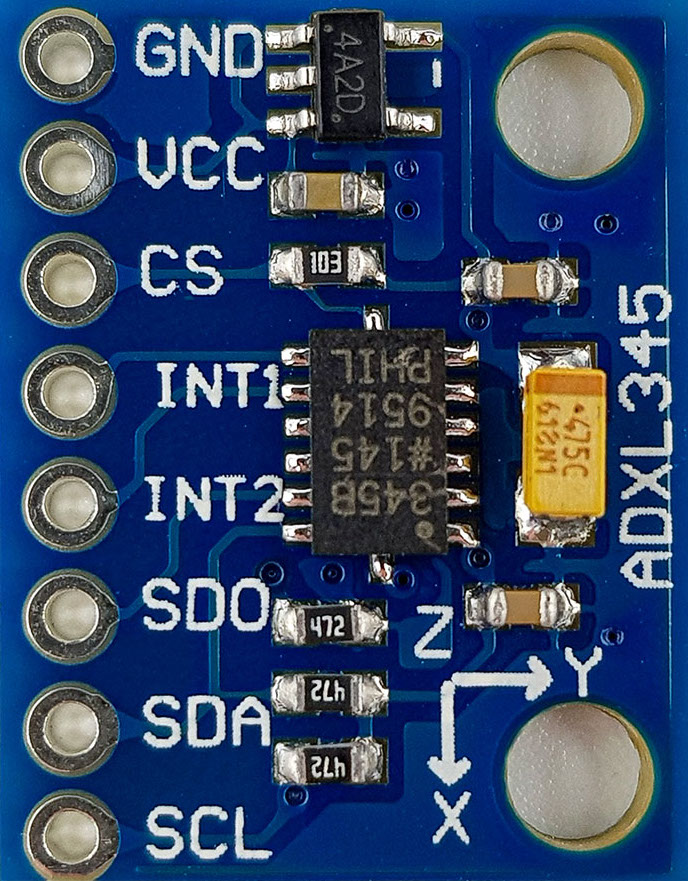 GND
4A2D
VCC
CS
103
INT1
INT2
345B
#145
9514
PHIL
475C
618N1
ADXL345
SDO
472
Z
472
Y
SDA
472
X
SCL